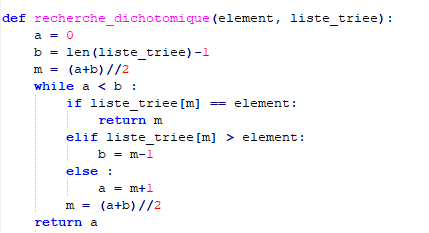 def recherche_dichotomique(element, liste_triee):
    a = 0
    b = len(liste_triee)-1
    m = (a+b)//2
    while a < b :
        if liste_triee[m] == element:
            return m
        elif liste_triee[m] > element:
            b = m-1
        else :
            a = m+1
        m = (a+b)//2
    return a